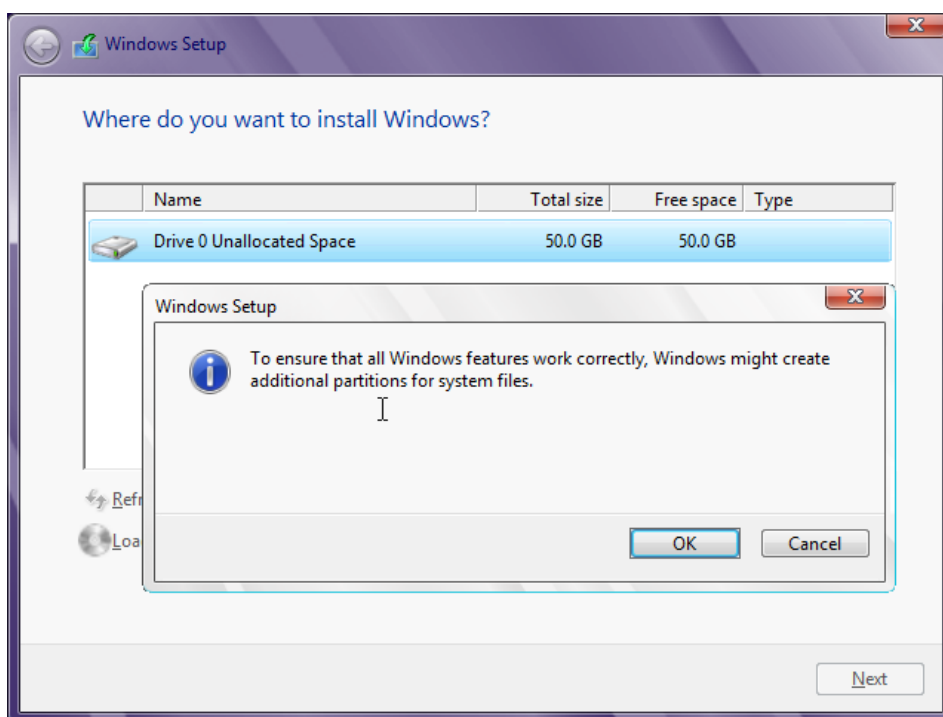 Windows Setup
Where do you want to install Windows?
Name Total size Free space Type
Drive 0 Unallocated Space 50.0 GB 50.0 GB
Windows Setup
To ensure that all Windows features work correctly, Windows might create
additional partitions for system files.
Refr
Loa
OK Cancel
Next